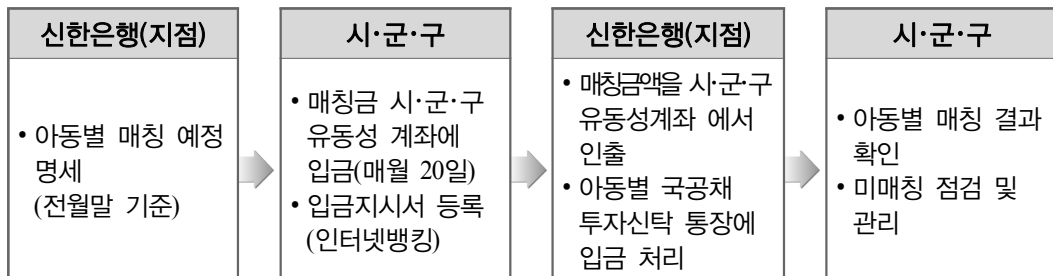 신한은행(지점)
• 아동별 매칭 예정
명세
(전월말 기준)
시·군·구
• 매칭금 시·군·구
유동성 계좌에
입금(매월 20일)
• 입금지시서 등록
(인터넷뱅킹)
신한은행(지점)
• 매칭금액을 시·군·구
유동성계좌 에서
인출
• 아동별 국공채
투자신탁 통장에
입금 처리
시·군·구
• 아동별 매칭 결과
확인
• 미매칭 점검 및
관리